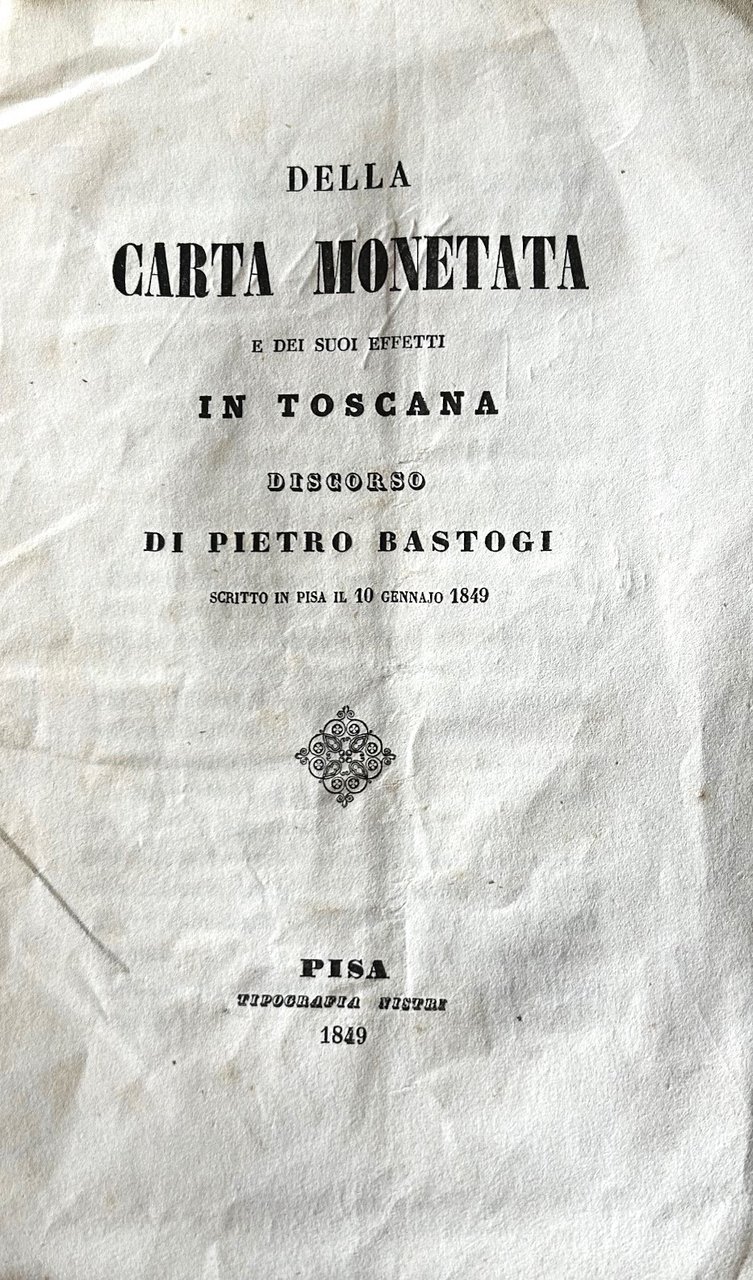 DELLA
CARTA MONETATA
E DEI SUOI EFFETTI
IN TOSCANA
DISCORSO
DI PIETRO BASTOGI
SCRITTO IN PISA IL 10 GENNAJO 1849
PISA
TIPOGRAFIA NISTRI
1849